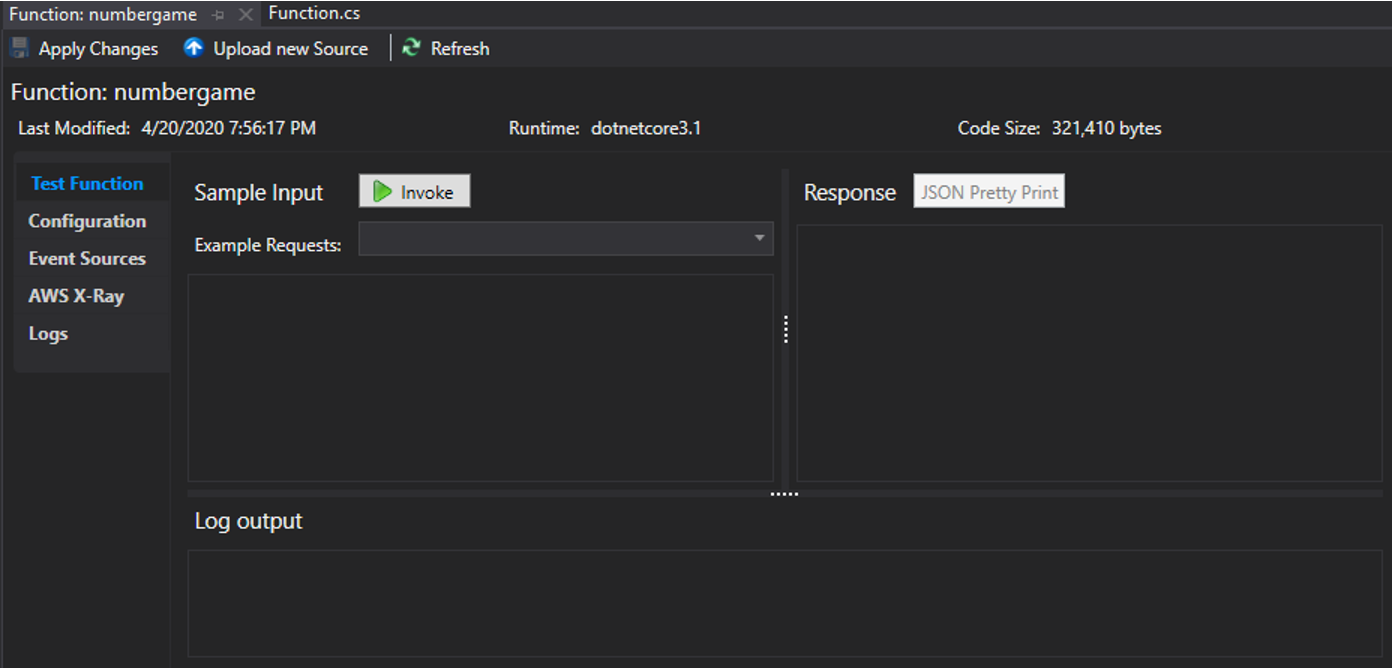 Function: numbergame Function.cs
Apply Changes Upload new Source Refresh
Function: numbergame
Last Modified: 4/20/2020 7:56:17 PM Runtime: dotnetcore3.1 Code Size: 321,410 bytes
Test Function
Configuration
Event Sources
AWS X-Ray
Logs
Sample Input Invoke
Example Requests:
Response JSON Pretty Print
Log output